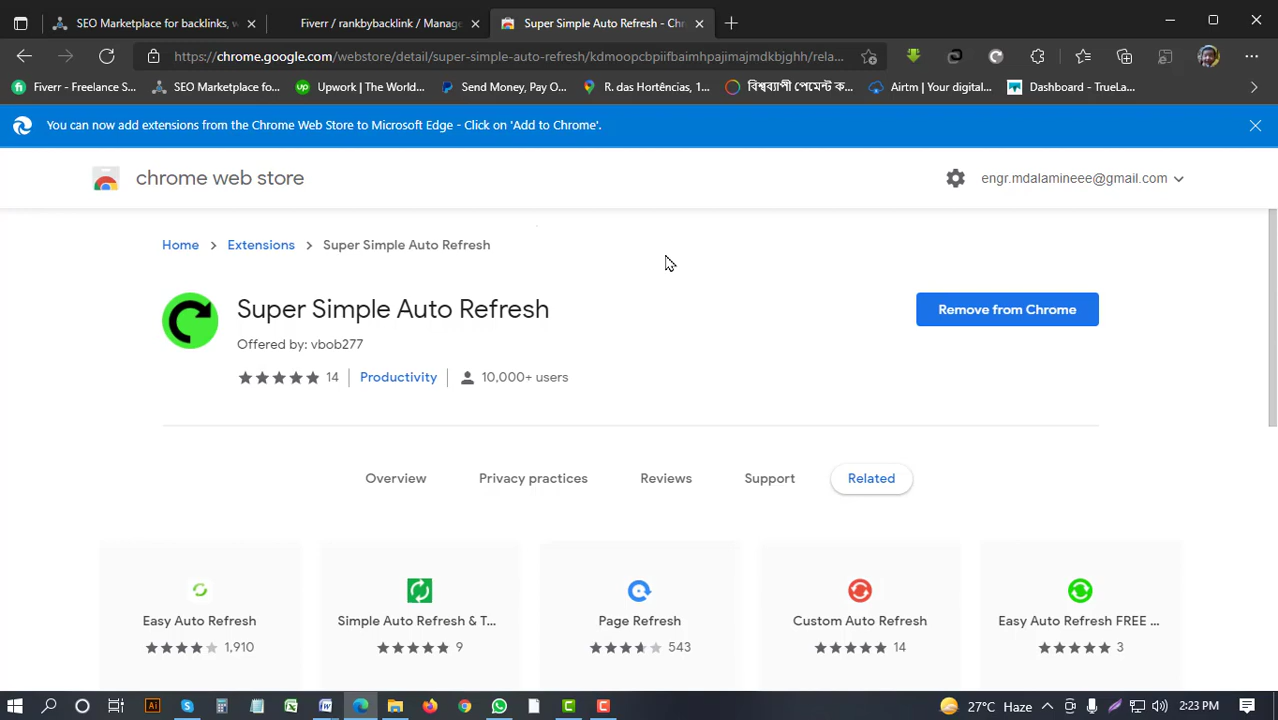 SEO Marketplace for backlinks, w
Fiverr / rankbybacklink / Manage
Super Simple Auto Refresh - Chr
https://chrome.google.com/webstore/detail/super-simple-auto-refresh/kdmoopcbpiifbaimhpajimajmdkbjghh/rela...
Fiverr - Freelance S...
SEO Marketplace fo...
Upwork | The World...
Send Money, Pay O...
R. das Hortências, 1...
বিশ্বব্যাপী পেমেন্ট ক...
Airtm | Your digital...
Dashboard - TrueLa...
You can now add extensions from the Chrome Web Store to Microsoft Edge - Click on 'Add to Chrome'.
chrome web store
engr.mdalamineee@gmail.com
Home > Extensions > Super Simple Auto Refresh
Super Simple Auto Refresh
Remove from Chrome
Offered by: vbob277
14
Productivity
10,000+ users
Overview
Privacy practices
Reviews
Support
Related
Easy Auto Refresh
Simple Auto Refresh & T...
Page Refresh
Custom Auto Refresh
Easy Auto Refresh FREE ...
1,910
9
543
14
3
27°C Haze
2:23 PM